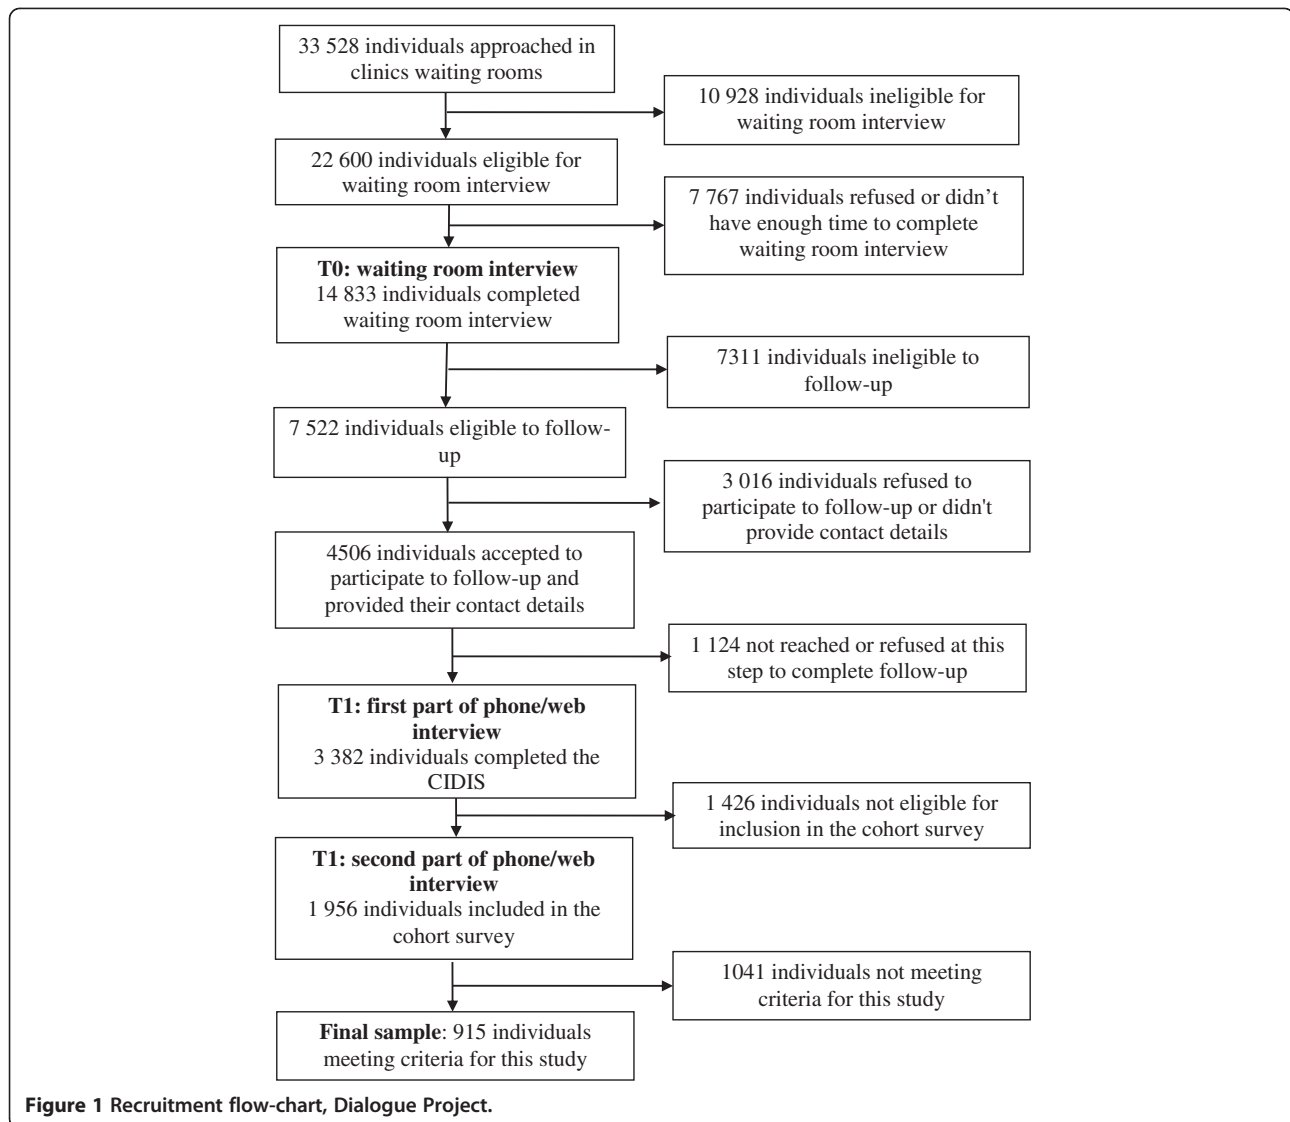 33 528 individuals approached in
clinics waiting rooms
10 928 individuals ineligible for
waiting room interview
22 600 individuals eligible for
waiting room interview
7 767 individuals refused or didn’t
have enough time to complete
waiting room interview
T0: waiting room interview
14 833 individuals completed
waiting room interview
7311 individuals ineligible to
follow-up
7 522 individuals eligible to follow-
up
3 016 individuals refused to
participate to follow-up or didn't
provide contact details
4506 individuals accepted to
participate to follow-up and
provided their contact details
1 124 not reached or refused at this
step to complete follow-up
T1: first part of phone/web
interview
3 382 individuals completed the
CIDIS
1 426 individuals not eligible for
inclusion in the cohort survey
T1: second part of phone/web
interview
1 956 individuals included in the
cohort survey
1041 individuals not meeting
criteria for this study
Final sample: 915 individuals
meeting criteria for this study
Figure 1 Recruitment flow-chart, Dialogue Project.